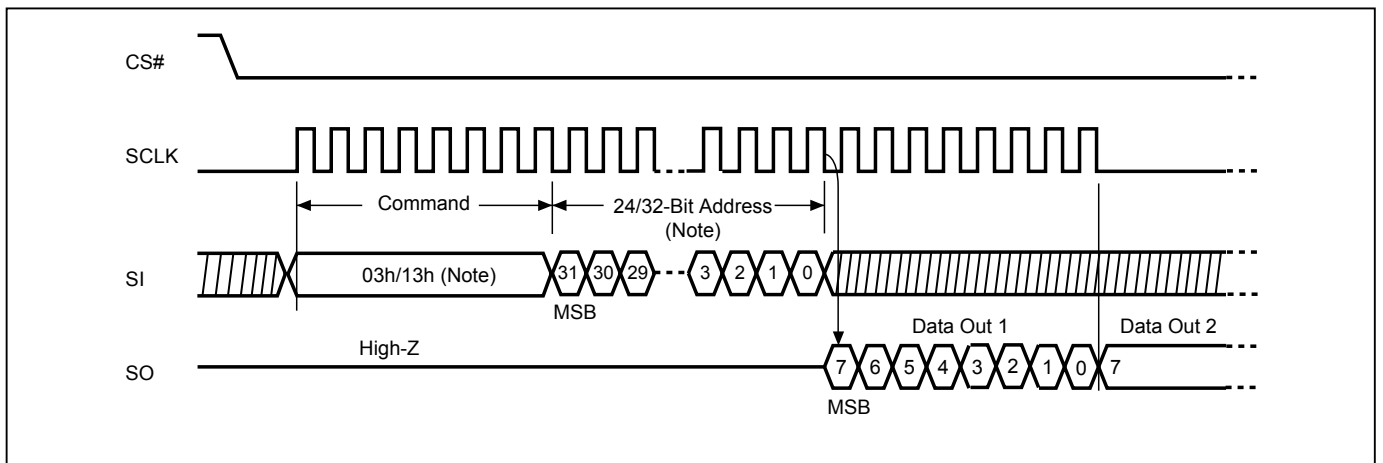 CS#
SCLK
Command
24/32-Bit Address
(Note)
SI
03h/13h (Note)
31 30 29 3 2 1 0
MSB
Data Out 1
Data Out 2
High-Z
SO
7 6 5 4 3 2 1 0 7
MSB